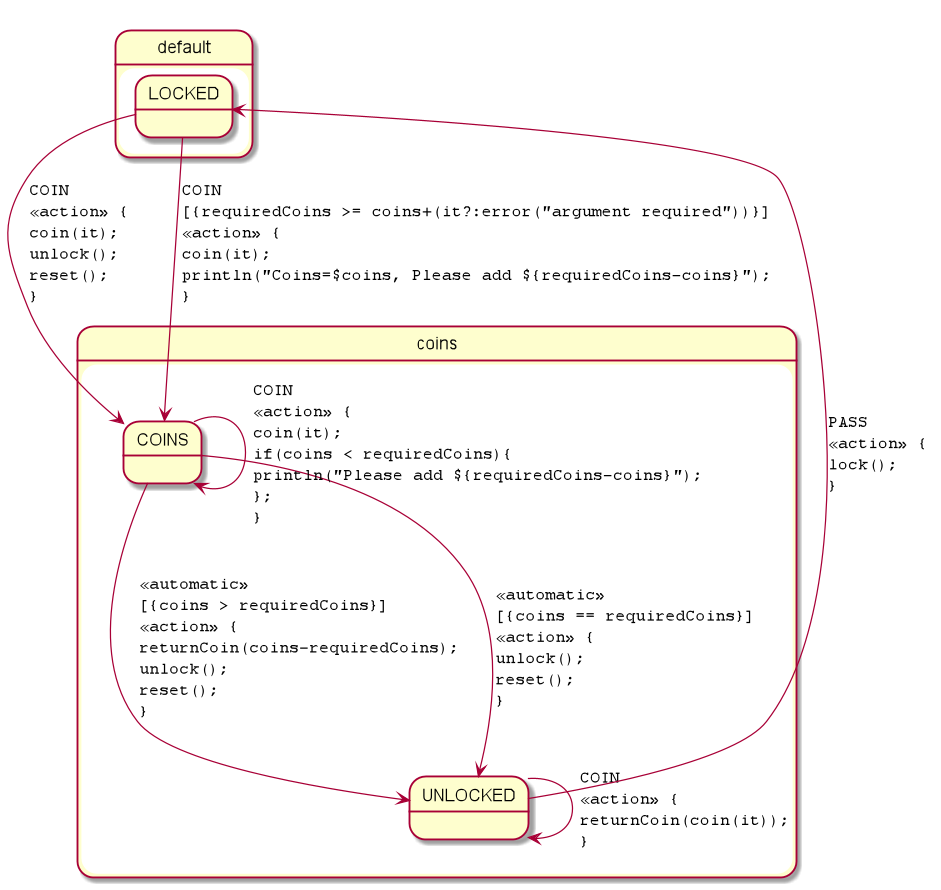 default
LOCKED
COIN
«action» {
coin(it);
unlock();
reset();
}
COIN
[{requiredCoins >= coins+(it?:error("argument required"))}]
«action» {
coin(it);
println("Coins=$coins, Please add ${requiredCoins-coins}");
}
coins
COINS
COIN
«action» {
coin(it);
if(coins < requiredCoins){
println("Please add ${requiredCoins-coins}");
};
}
PASS
«action» {
lock();
}
«automatic»
[{coins > requiredCoins}]
«action» {
returnCoin(coins-requiredCoins);
unlock();
reset();
}
«automatic»
[{coins == requiredCoins}]
«action» {
unlock();
reset();
}
UNLOCKED
COIN
«action» {
returnCoin(coin(it));
}